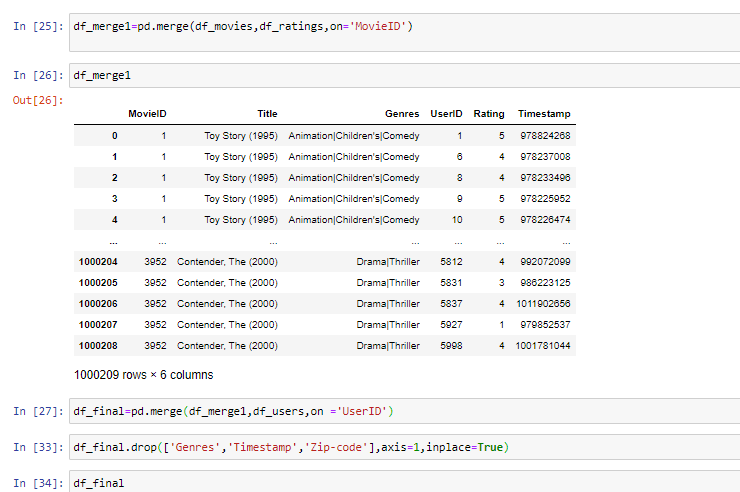 In [25]: df_merge1=pd.merge(df_movies,df_ratings,on='MovieID')
In [26]: df_merge1
Out[26]:
MovieID Title Genres UserID Rating Timestamp
0 1 Toy Story (1995) Animation|Children's|Comedy 1 5 978824268
1 1 Toy Story (1995) Animation|Children's|Comedy 6 4 978237008
2 1 Toy Story (1995) Animation|Children's|Comedy 8 4 978233496
3 1 Toy Story (1995) Animation|Children's|Comedy 9 5 978225952
4 1 Toy Story (1995) Animation|Children's|Comedy 10 5 978226474
... ... ... ... ... ... ...
1000204 3952 Contender, The (2000) Drama|Thriller 5812 4 992072099
1000205 3952 Contender, The (2000) Drama|Thriller 5831 3 986223125
1000206 3952 Contender, The (2000) Drama|Thriller 5837 4 1011902656
1000207 3952 Contender, The (2000) Drama|Thriller 5927 1 979852537
1000208 3952 Contender, The (2000) Drama|Thriller 5998 4 1001781044
1000209 rows × 6 columns
In [27]: df_final=pd.merge(df_merge1,df_users,on ='UserID')
In [33]: df_final.drop(['Genres','Timestamp','Zip-code'],axis=1,inplace=True)
In [34]: df_final